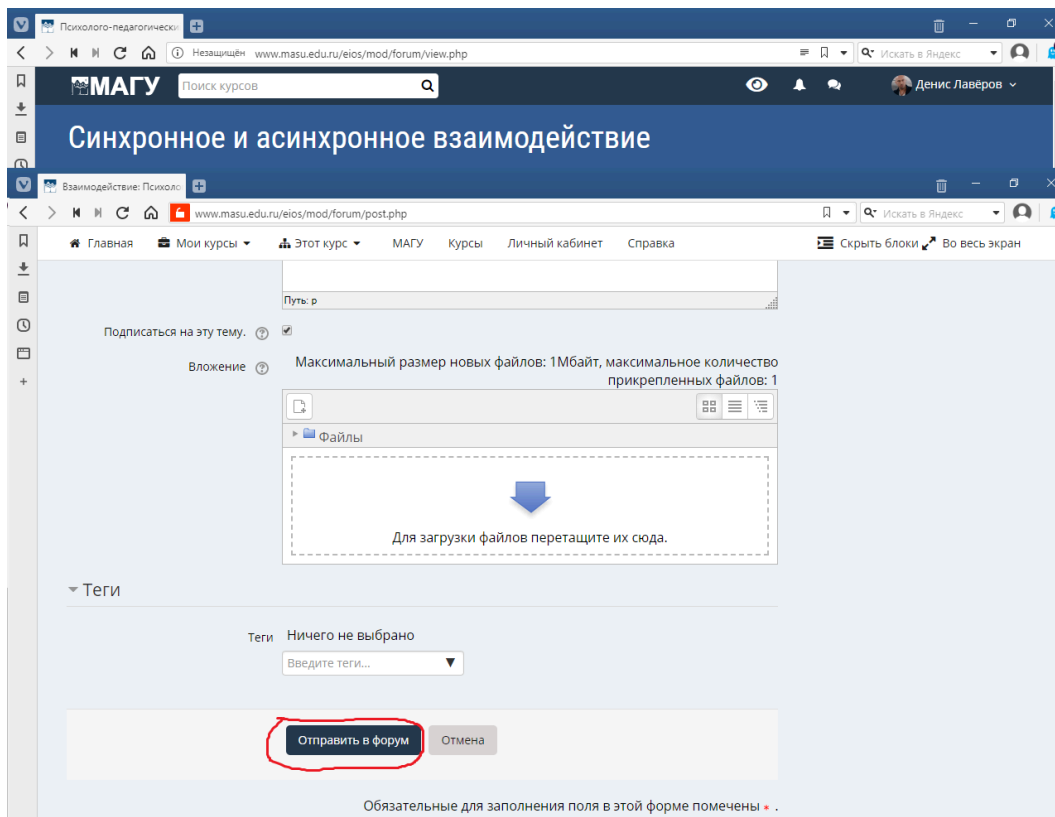 Психолого-педагогически
Незащищён www.masu.edu.ru/eios/mod/forum/view.php
Искать в Яндекс
МАГУ
Поиск курсов
Денис Лавёров
Синхронное и асинхронное взаимодействие
Взаимодействие: Психоло
www.masu.edu.ru/eios/mod/forum/post.php
Искать в Яндекс
Главная Мои курсы Этот курс МАГУ Курсы Личный кабинет Справка Скрыть блоки Во весь экран
Путь: p
Подписаться на эту тему.
Вложение
Максимальный размер новых файлов: 1Мбайт, максимальное количество
прикрепленных файлов: 1
Файлы
Для загрузки файлов перетащите их сюда.
Теги
Теги Ничего не выбрано
Введите теги...
Отправить в форум Отмена
Обязательные для заполнения поля в этой форме помечены * .